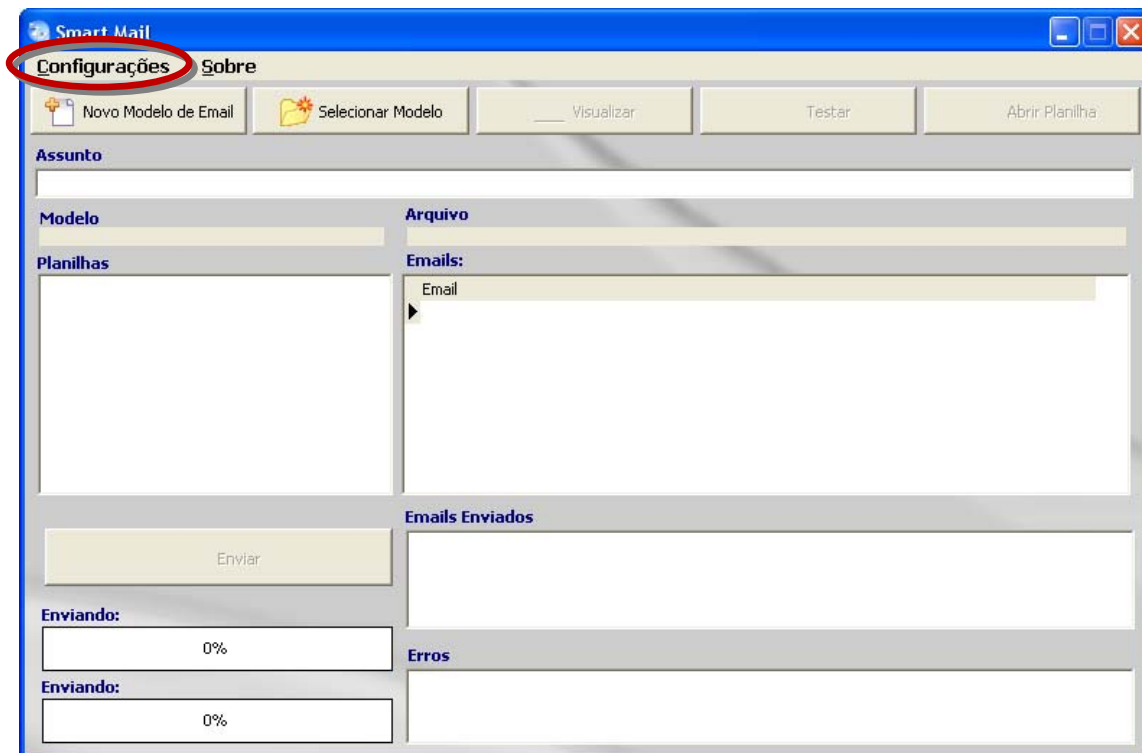 Smart Mail
Configurações Sobre
Novo Modelo de Email Selecionar Modelo Visualizar Testar Abrir Planilha
Assunto
Modelo Arquivo
Planilhas Emails:
Email
Emails Enviados
Enviar
Enviando:
0%
Erros
Enviando:
0%